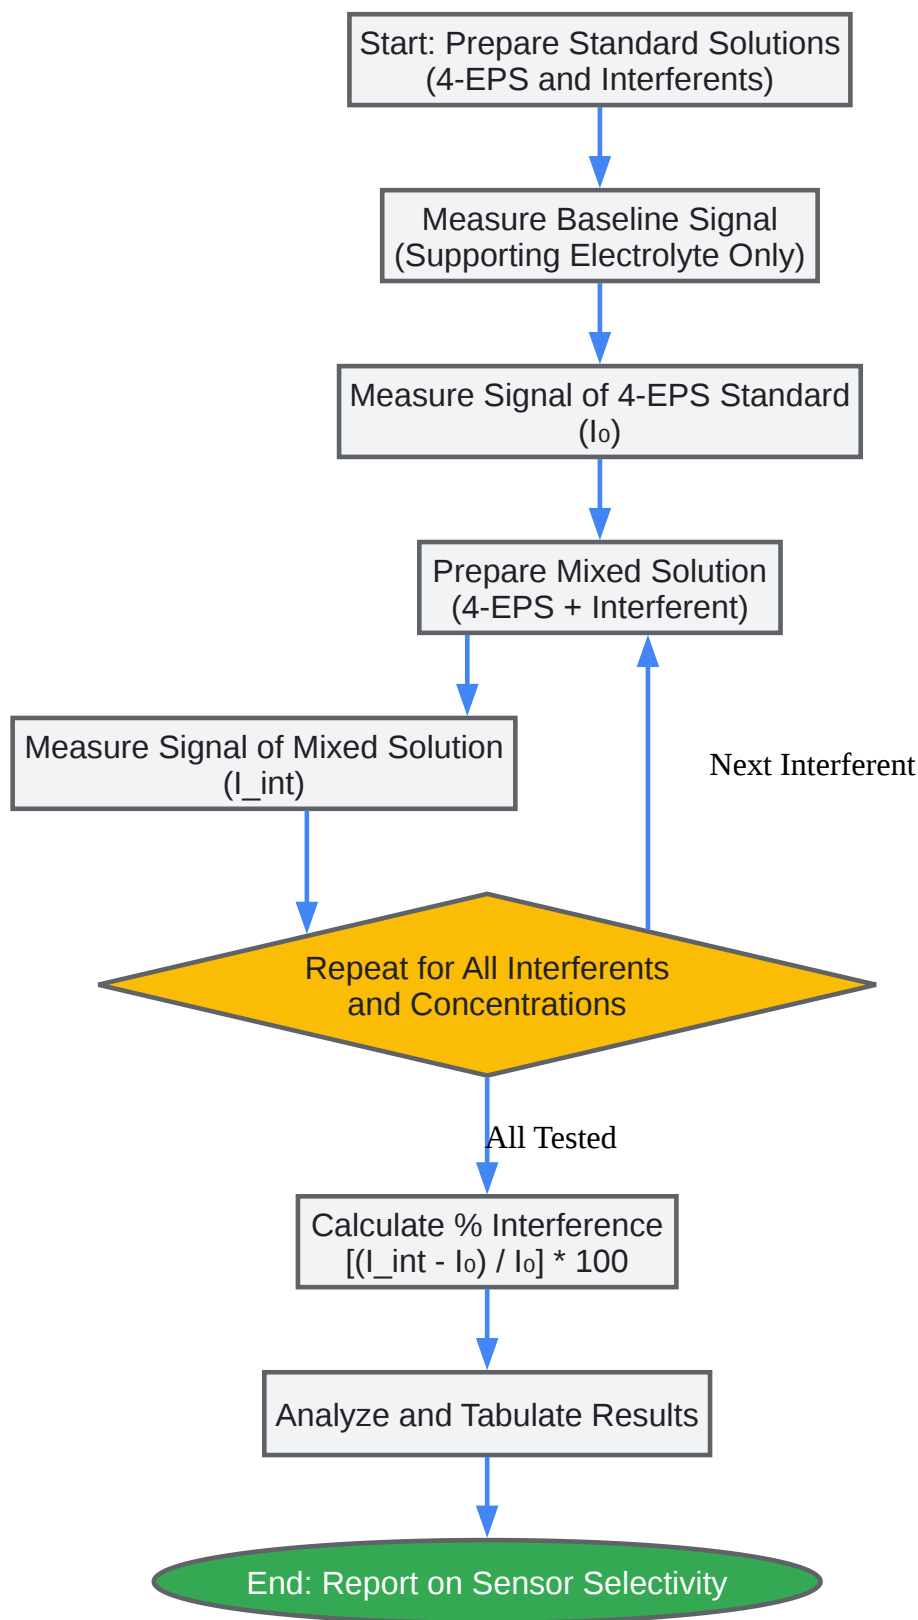 Start: Prepare Standard Solutions
(4-EPS and Interferents)
Measure Baseline Signal
(Supporting Electrolyte Only)
Measure Signal of 4-EPS Standard
(I₀)
Prepare Mixed Solution
(4-EPS + Interferent)
Measure Signal of Mixed Solution
(I_int)
Next Interferent
Repeat for All Interferents
and Concentrations
All Tested
Calculate % Interference
[(I_int - I₀) / I₀] * 100
Analyze and Tabulate Results
End: Report on Sensor Selectivity